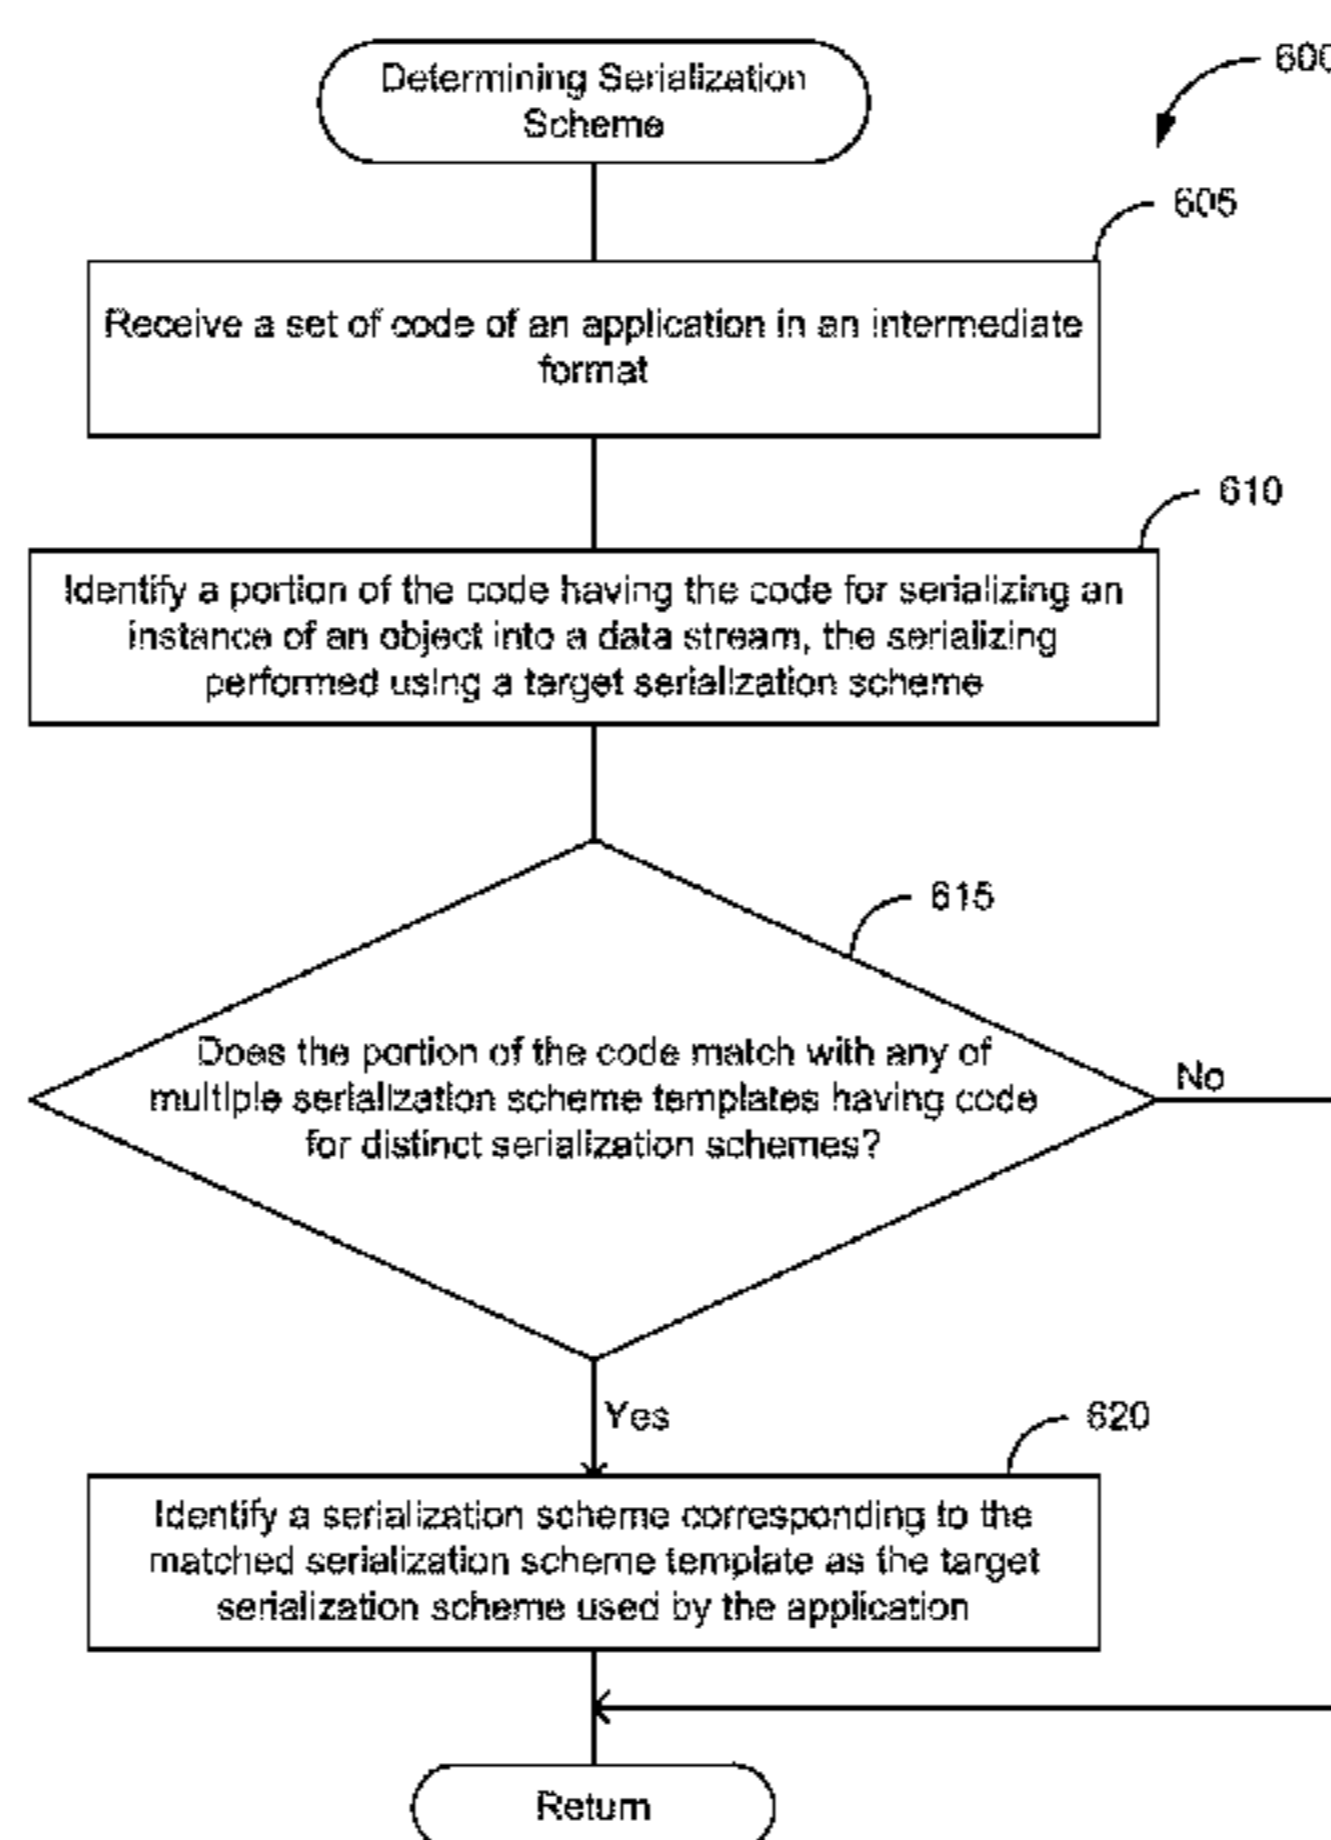 Determining Serialization
Scheme
600
605
Receive a set of code of an application in an intermediate
format
610
Identify a portion of the code having the code for serializing an
instance of an object into a data stream, the serializing
performed using a target serialization scheme
615
Does the portion of the code match with any of
multiple serialization scheme templates having code
for distinct serialization schemes?
No
Yes
620
Identify a serialization scheme corresponding to the
matched serialization scheme template as the target
serialization scheme used by the application
Return